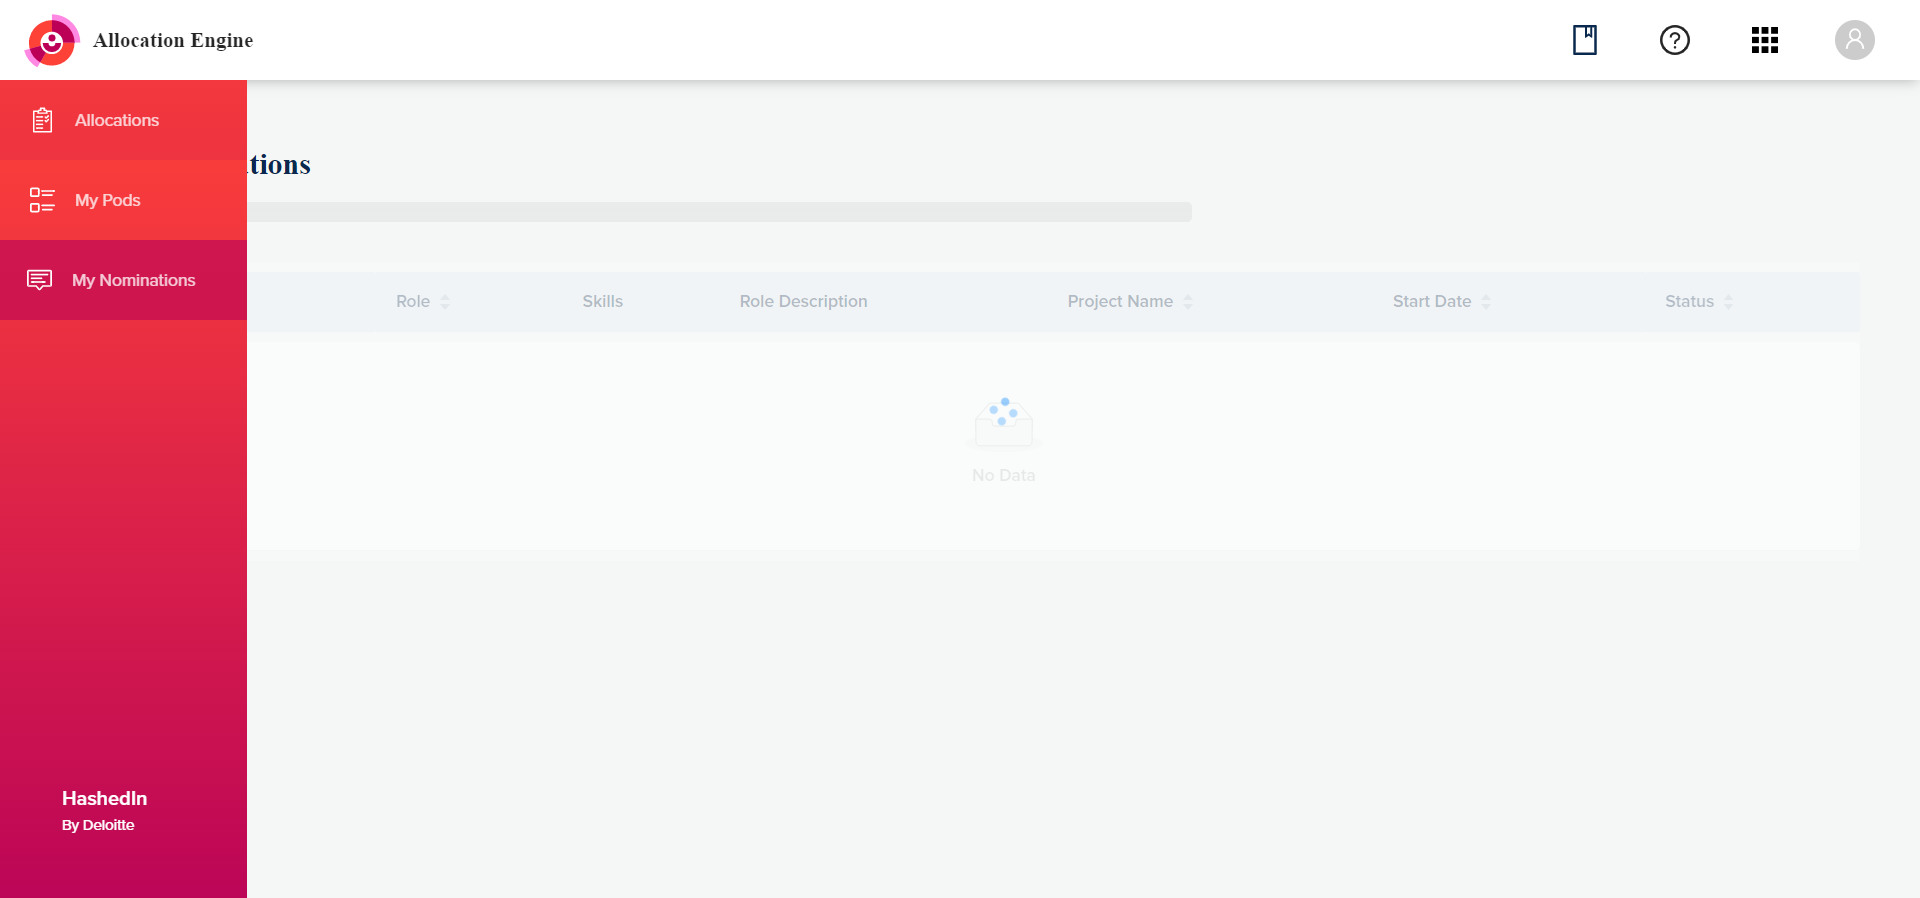 Allocation Engine
Allocations
tions
My Pods
My Nominations
Role
Skills
Role Description
Project Name
Start Date
Status
No Data
HashedIn
By Deloitte